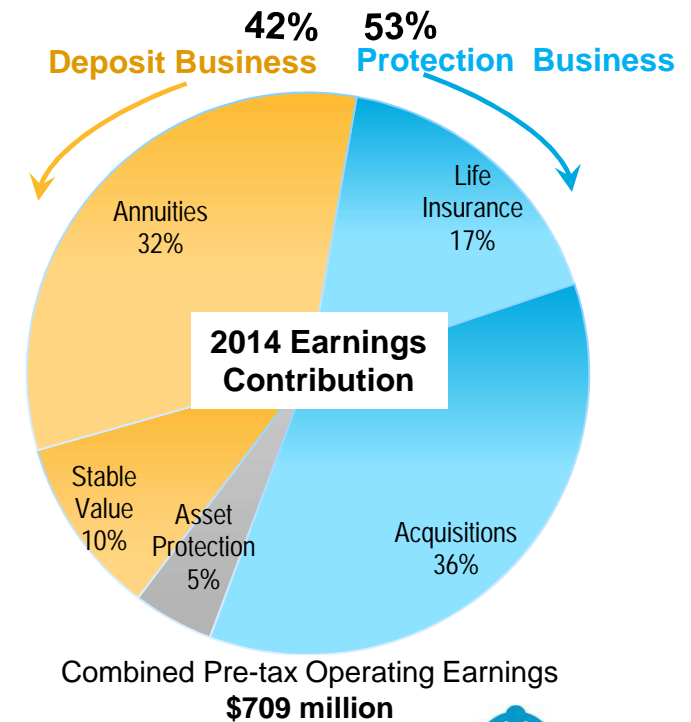 42% 53%
Deposit Business Protection Business
Life
Insurance
17%
Annuities
32%
2014 Earnings
Contribution
Stable
Value
10%
Asset
Protection
5%
Acquisitions
36%
Combined Pre-tax Operating Earnings
$709 million